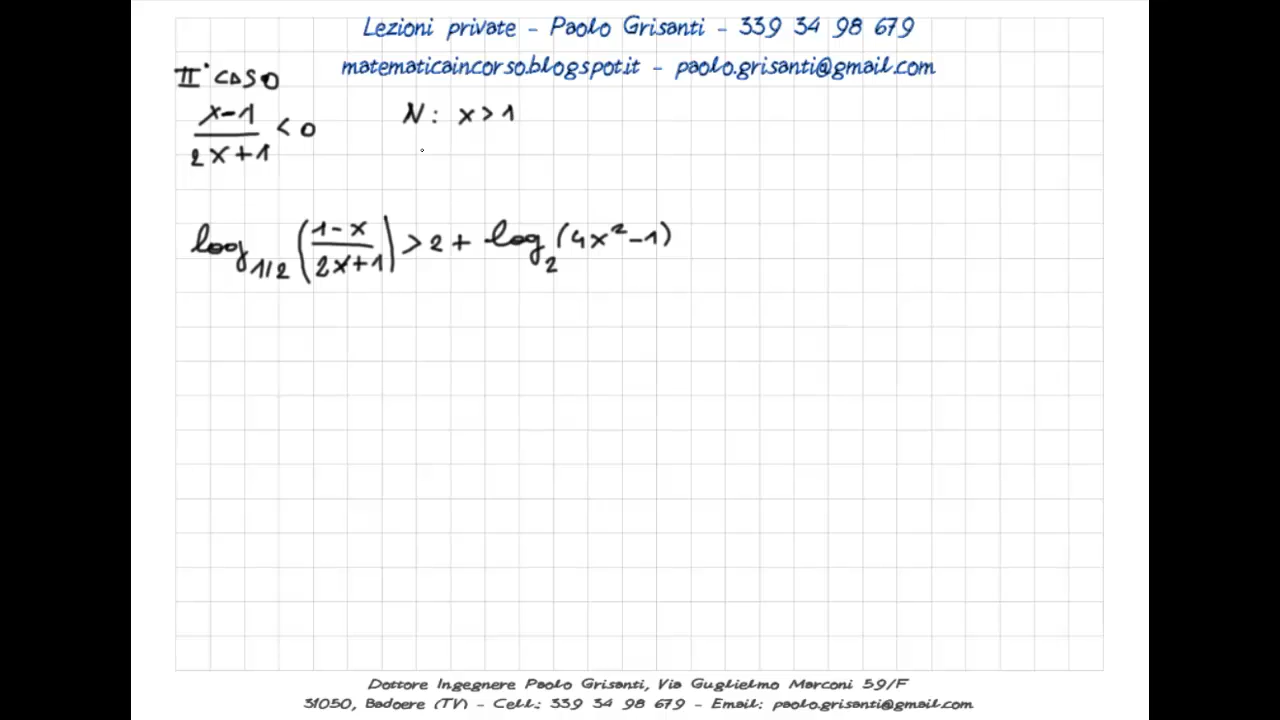 Lezioni private - Paolo Grisanti - 339 34 98 679
matematicaincorso.blogspot.it - paolo.grisanti@gmail.com
II° CASO
x-1 / 2x+1 < 0 N: x > 1
log_1/2 (1-x / 2x+1) > 2 + log_2 (4x²-1)
Dottore Ingegnere Paolo Grisanti, Via Guglielmo Marconi 59/F
31050, Badoere (TV) - Cell.: 339 34 98 679 - Email: paolo.grisanti@gmail.com